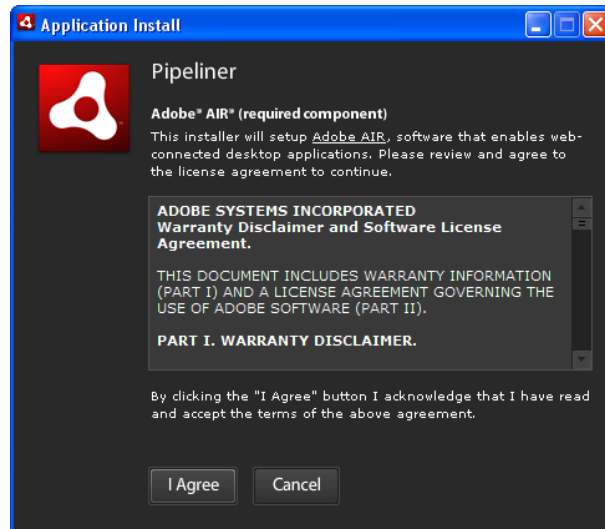 Application Install
Pipeliner
Adobe® AIR® (required component)
This installer will setup Adobe AIR, software that enables web-
connected desktop applications. Please review and agree to
the license agreement to continue.
ADOBE SYSTEMS INCORPORATED
Warranty Disclaimer and Software License
Agreement.
THIS DOCUMENT INCLUDES WARRANTY INFORMATION
(PART I) AND A LICENSE AGREEMENT GOVERNING THE
USE OF ADOBE SOFTWARE (PART II).
PART I. WARRANTY DISCLAIMER.
By clicking the "I Agree" button I acknowledge that I have read
and accept the terms of the above agreement.
I Agree Cancel